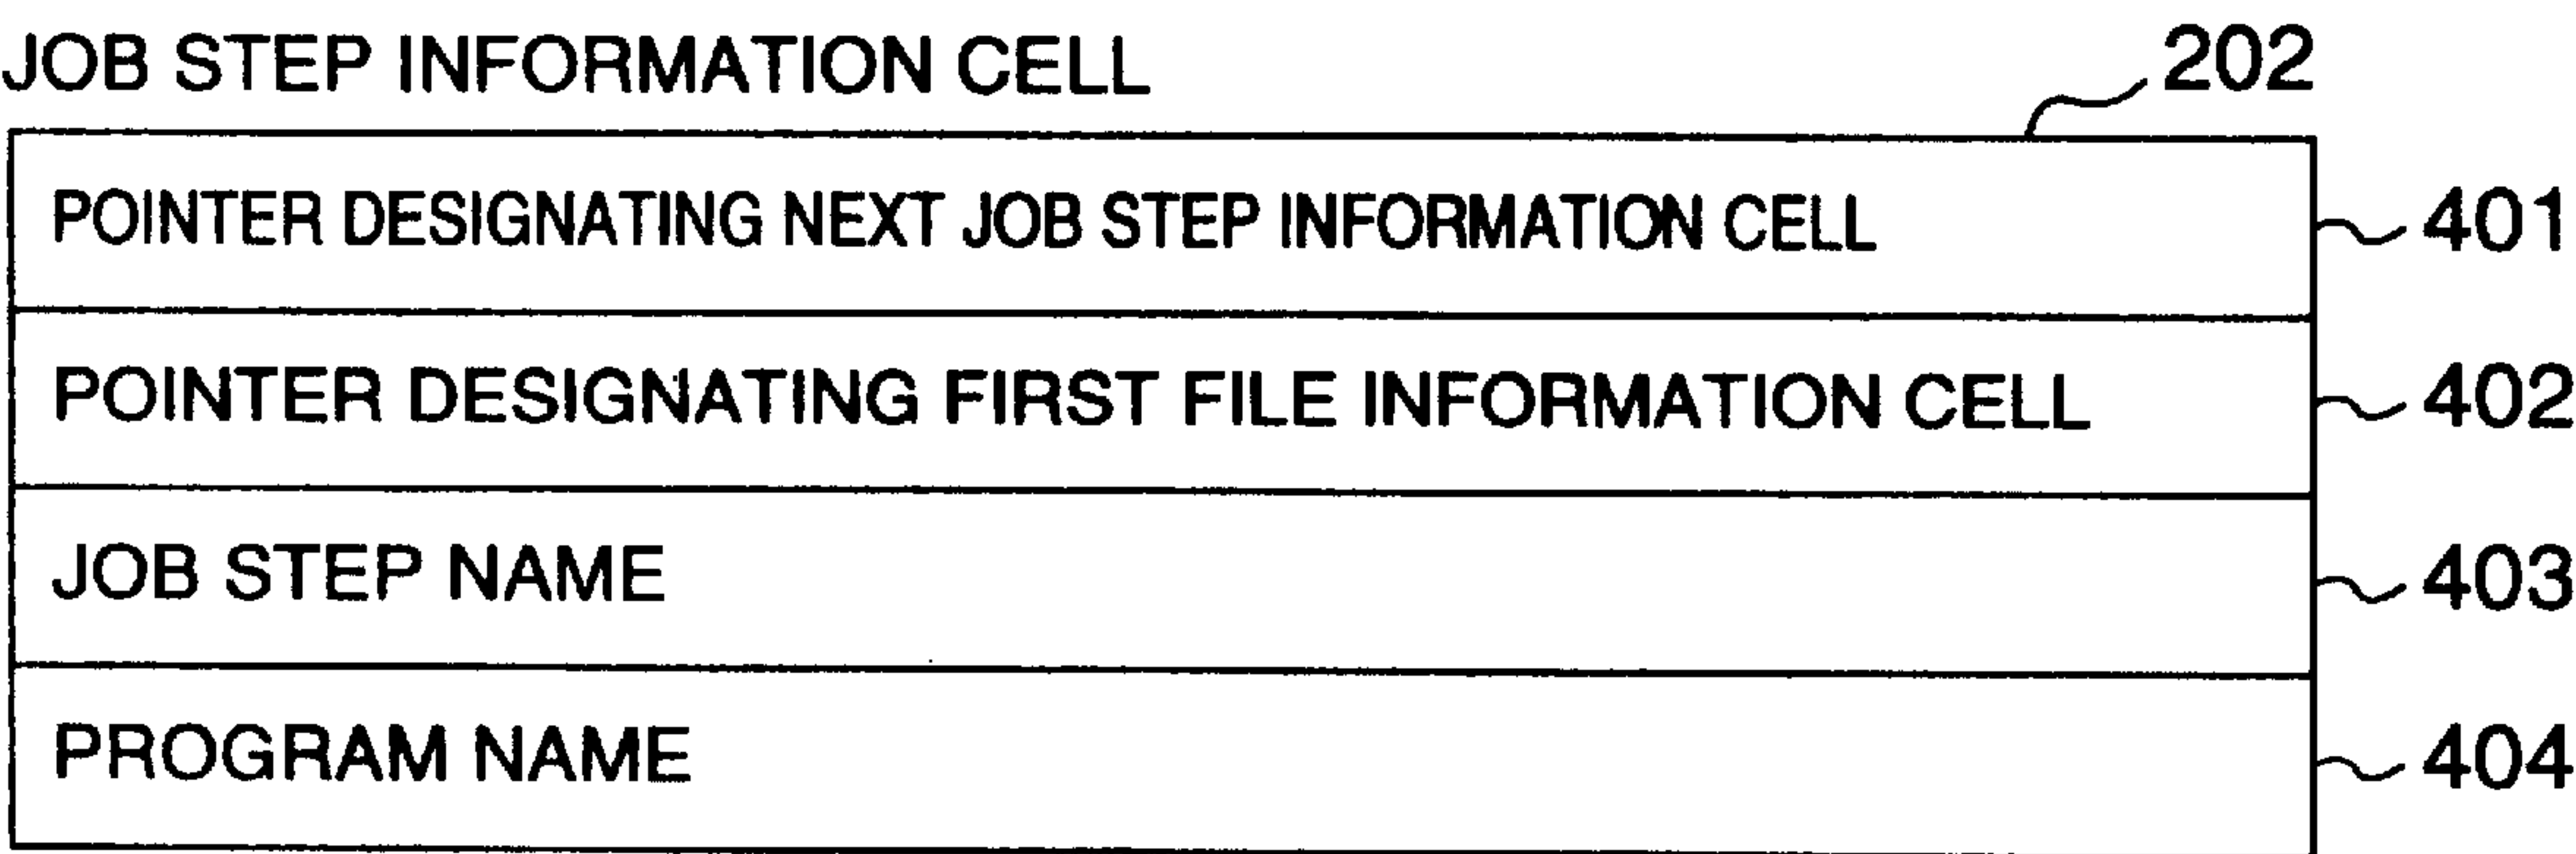 JOB STEP INFORMATION CELL 202
POINTER DESIGNATING NEXT JOB STEP INFORMATION CELL 401
POINTER DESIGNATING FIRST FILE INFORMATION CELL 402
JOB STEP NAME 403
PROGRAM NAME 404